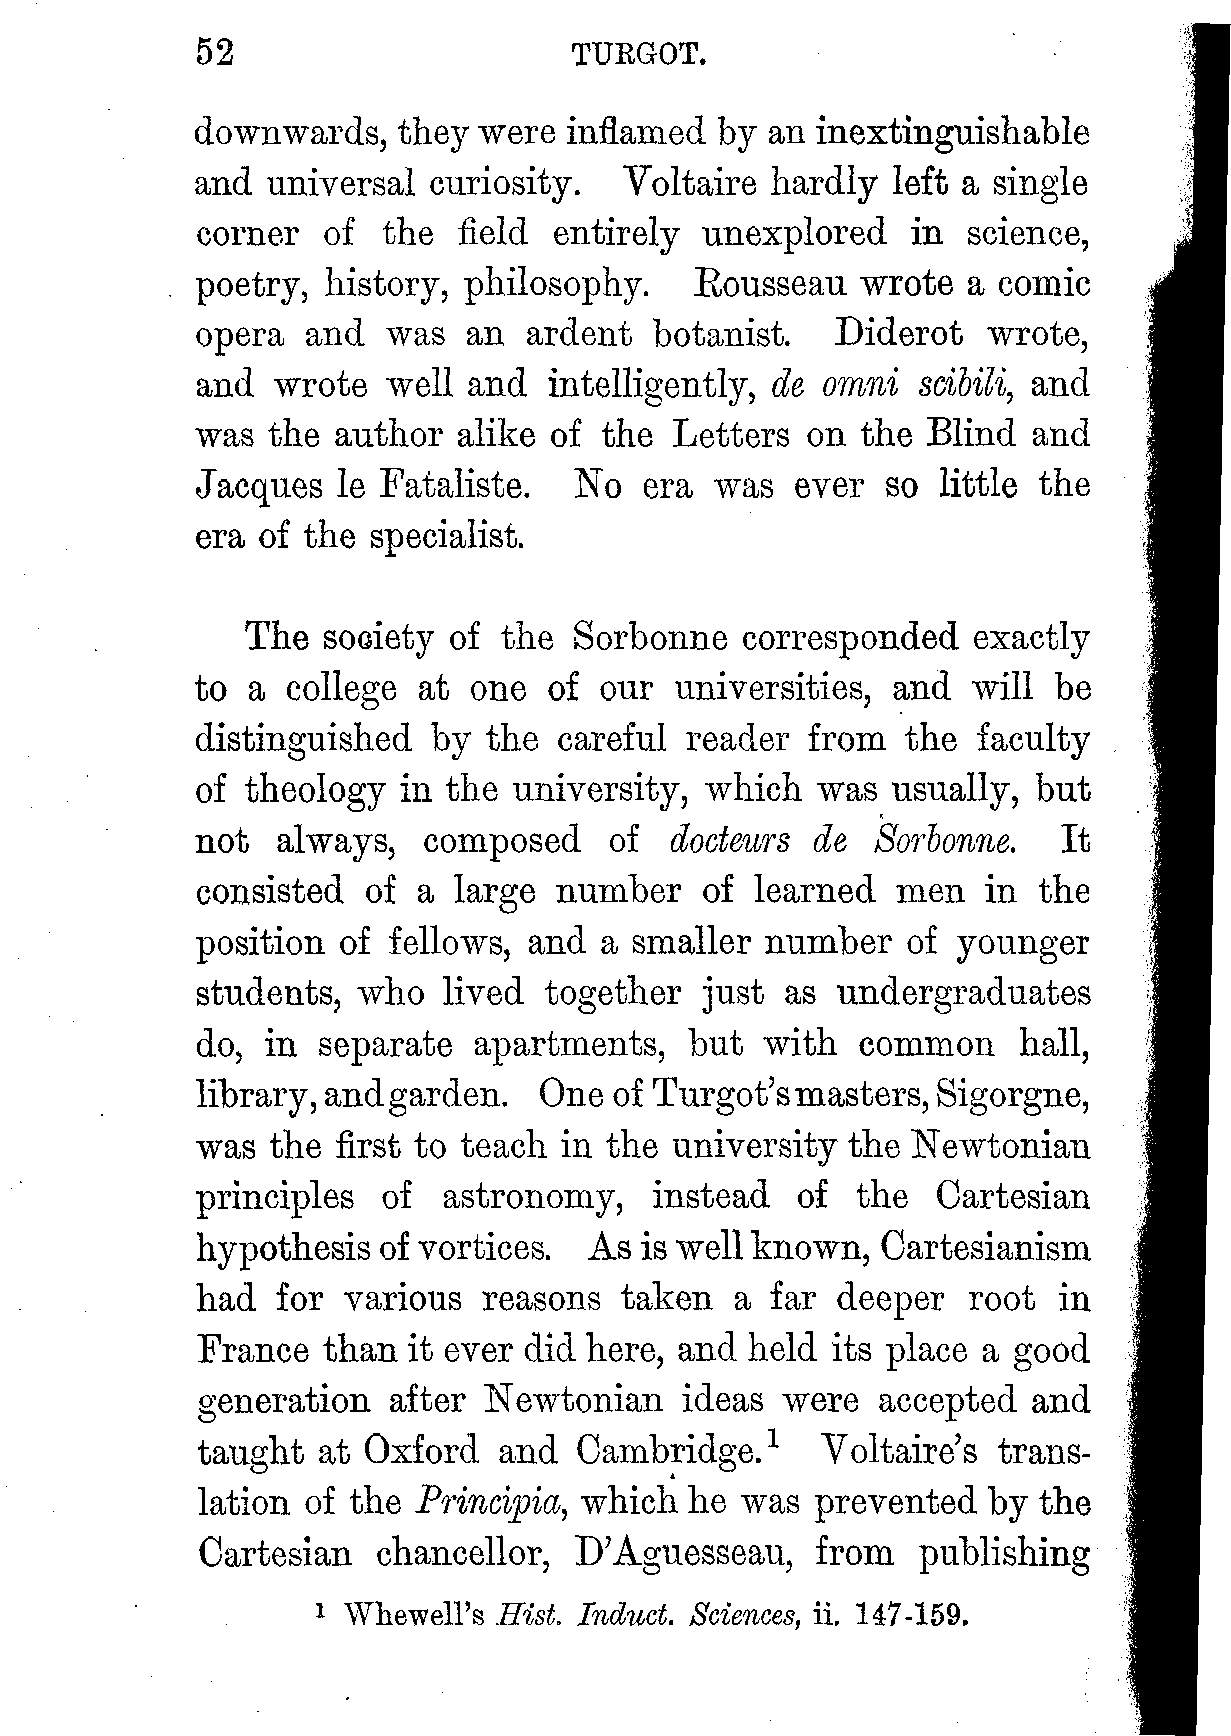 52 TURGOT.
downwards, they were inflamed by an inextinguishable
and universal curiosity. Voltaire hardly left a single
corner of the field entirely unexplored in science,
poetry, history, philosophy. Rousseau wrote a comic
opera and was an ardent botanist. Diderot wrote,
and wrote well and intelligently, de omni scibili, and
was the author alike of the Letters on the Blind and
Jacques le Fataliste. No era was ever so little the
era of the specialist.
The society of the Sorbonne corresponded exactly
to a college at one of our universities, and will be
distinguished by the careful reader from the faculty
of theology in the university, which was usually, but
not always, composed of docteurs de Sorbonne. It
consisted of a large number of learned men in the
position of fellows, and a smaller number of younger
students, who lived together just as undergraduates
do, in separate apartments, but with common hall,
library, and garden. One of Turgot's masters, Sigorgne,
was the first to teach in the university the Newtonian
principles of astronomy, instead of the Cartesian
hypothesis of vortices. As is well known, Cartesianism
had for various reasons taken a far deeper root in
France than it ever did here, and held its place a good
generation after Newtonian ideas were accepted and
taught at Oxford and Cambridge.¹ Voltaire's trans-
lation of the Principia, which he was prevented by the
Cartesian chancellor, D'Aguesseau, from publishing
¹ Whewell's Hist. Induct. Sciences, ii. 147-159.